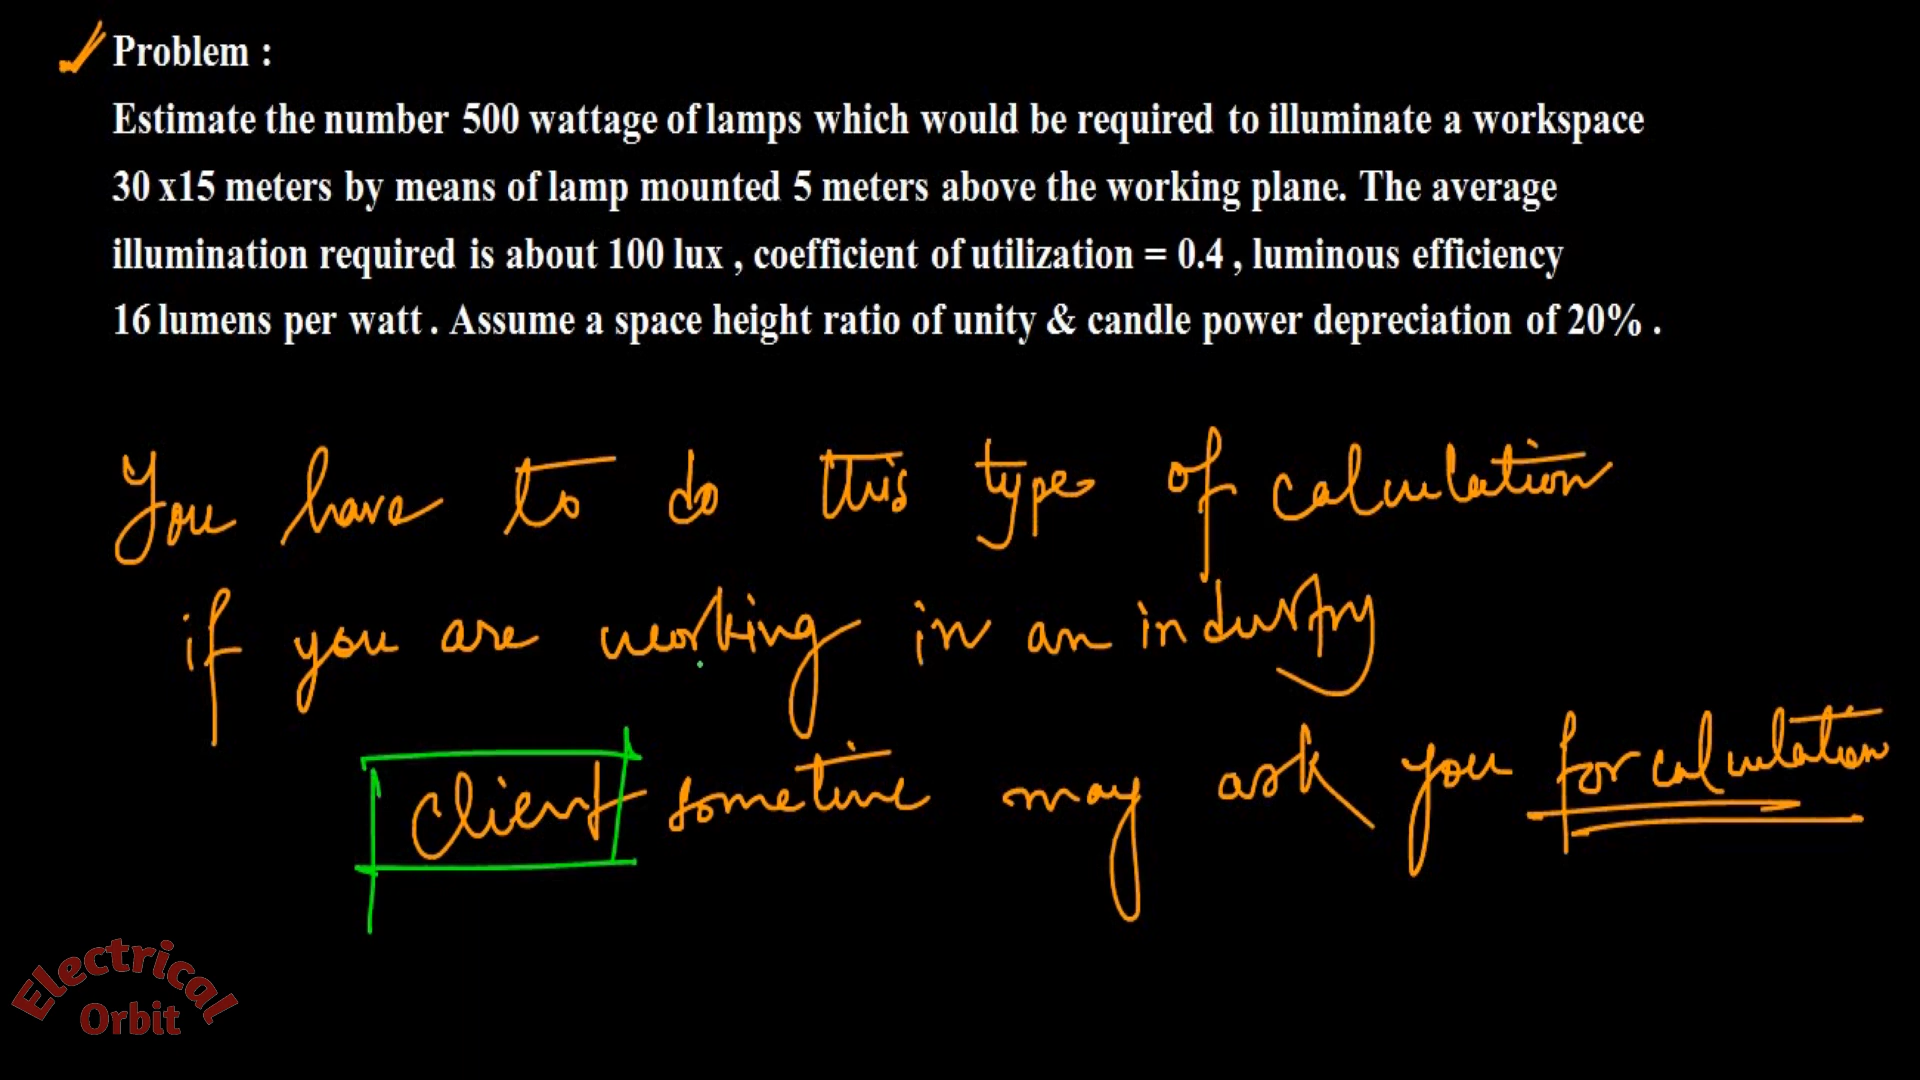 Problem :
Estimate the number 500 wattage of lamps which would be required to illuminate a workspace
30 x15 meters by means of lamp mounted 5 meters above the working plane. The average
illumination required is about 100 lux , coefficient of utilization = 0.4 , luminous efficiency
16 lumens per watt . Assume a space height ratio of unity & candle power depreciation of 20% .
You have to do this type of calculation
if you are working in an industry
client sometime may ask you for calculation
Electrical
Orbit